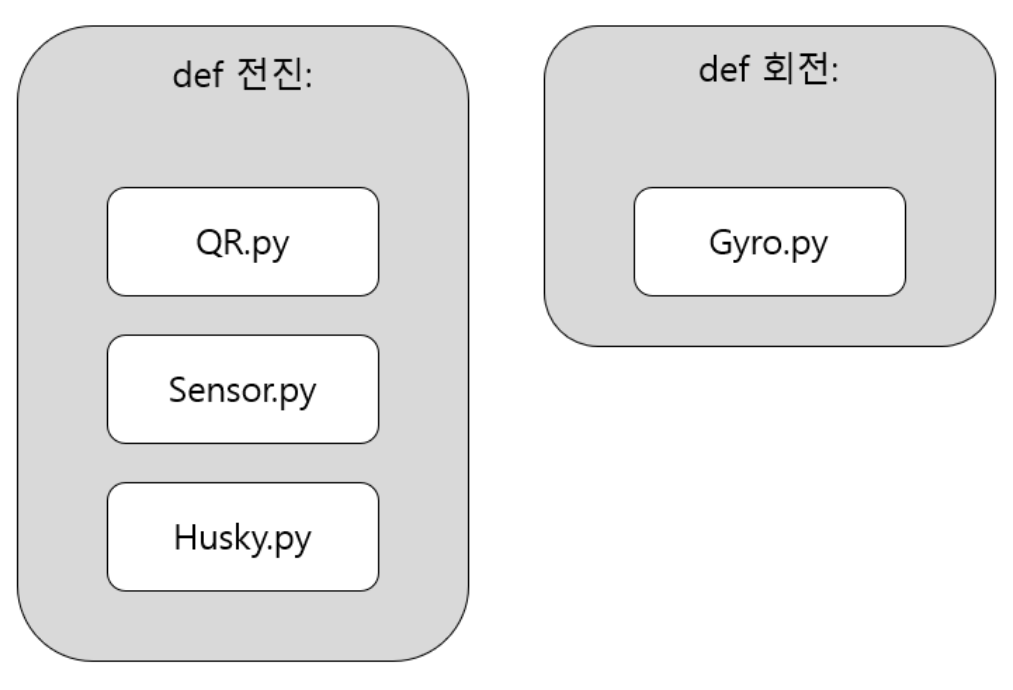 def 전진:
QR.py
Sensor.py
Husky.py
def 회전:
Gyro.py